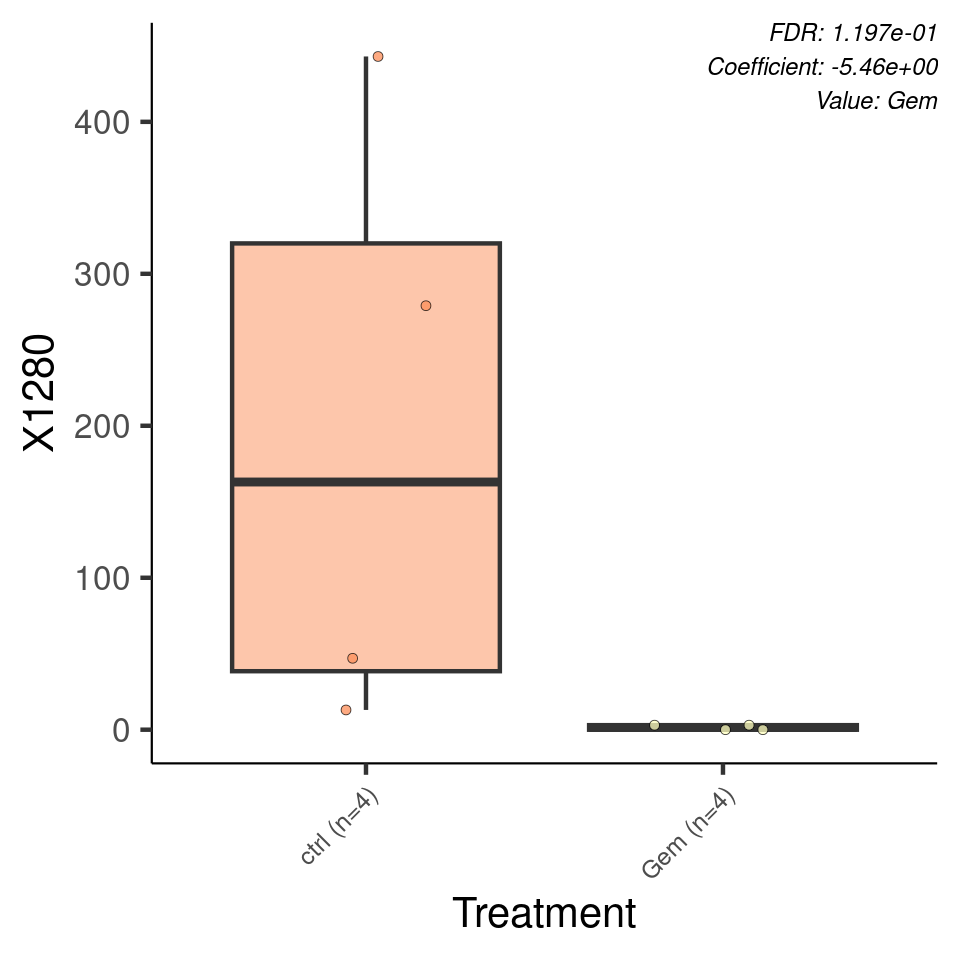 FDR: 1.197e-01
Coefficient: -5.46e+00
Value: Gem
400
300
200
100
0
X1280
ctrl (n=4)
Gem (n=4)
Treatment